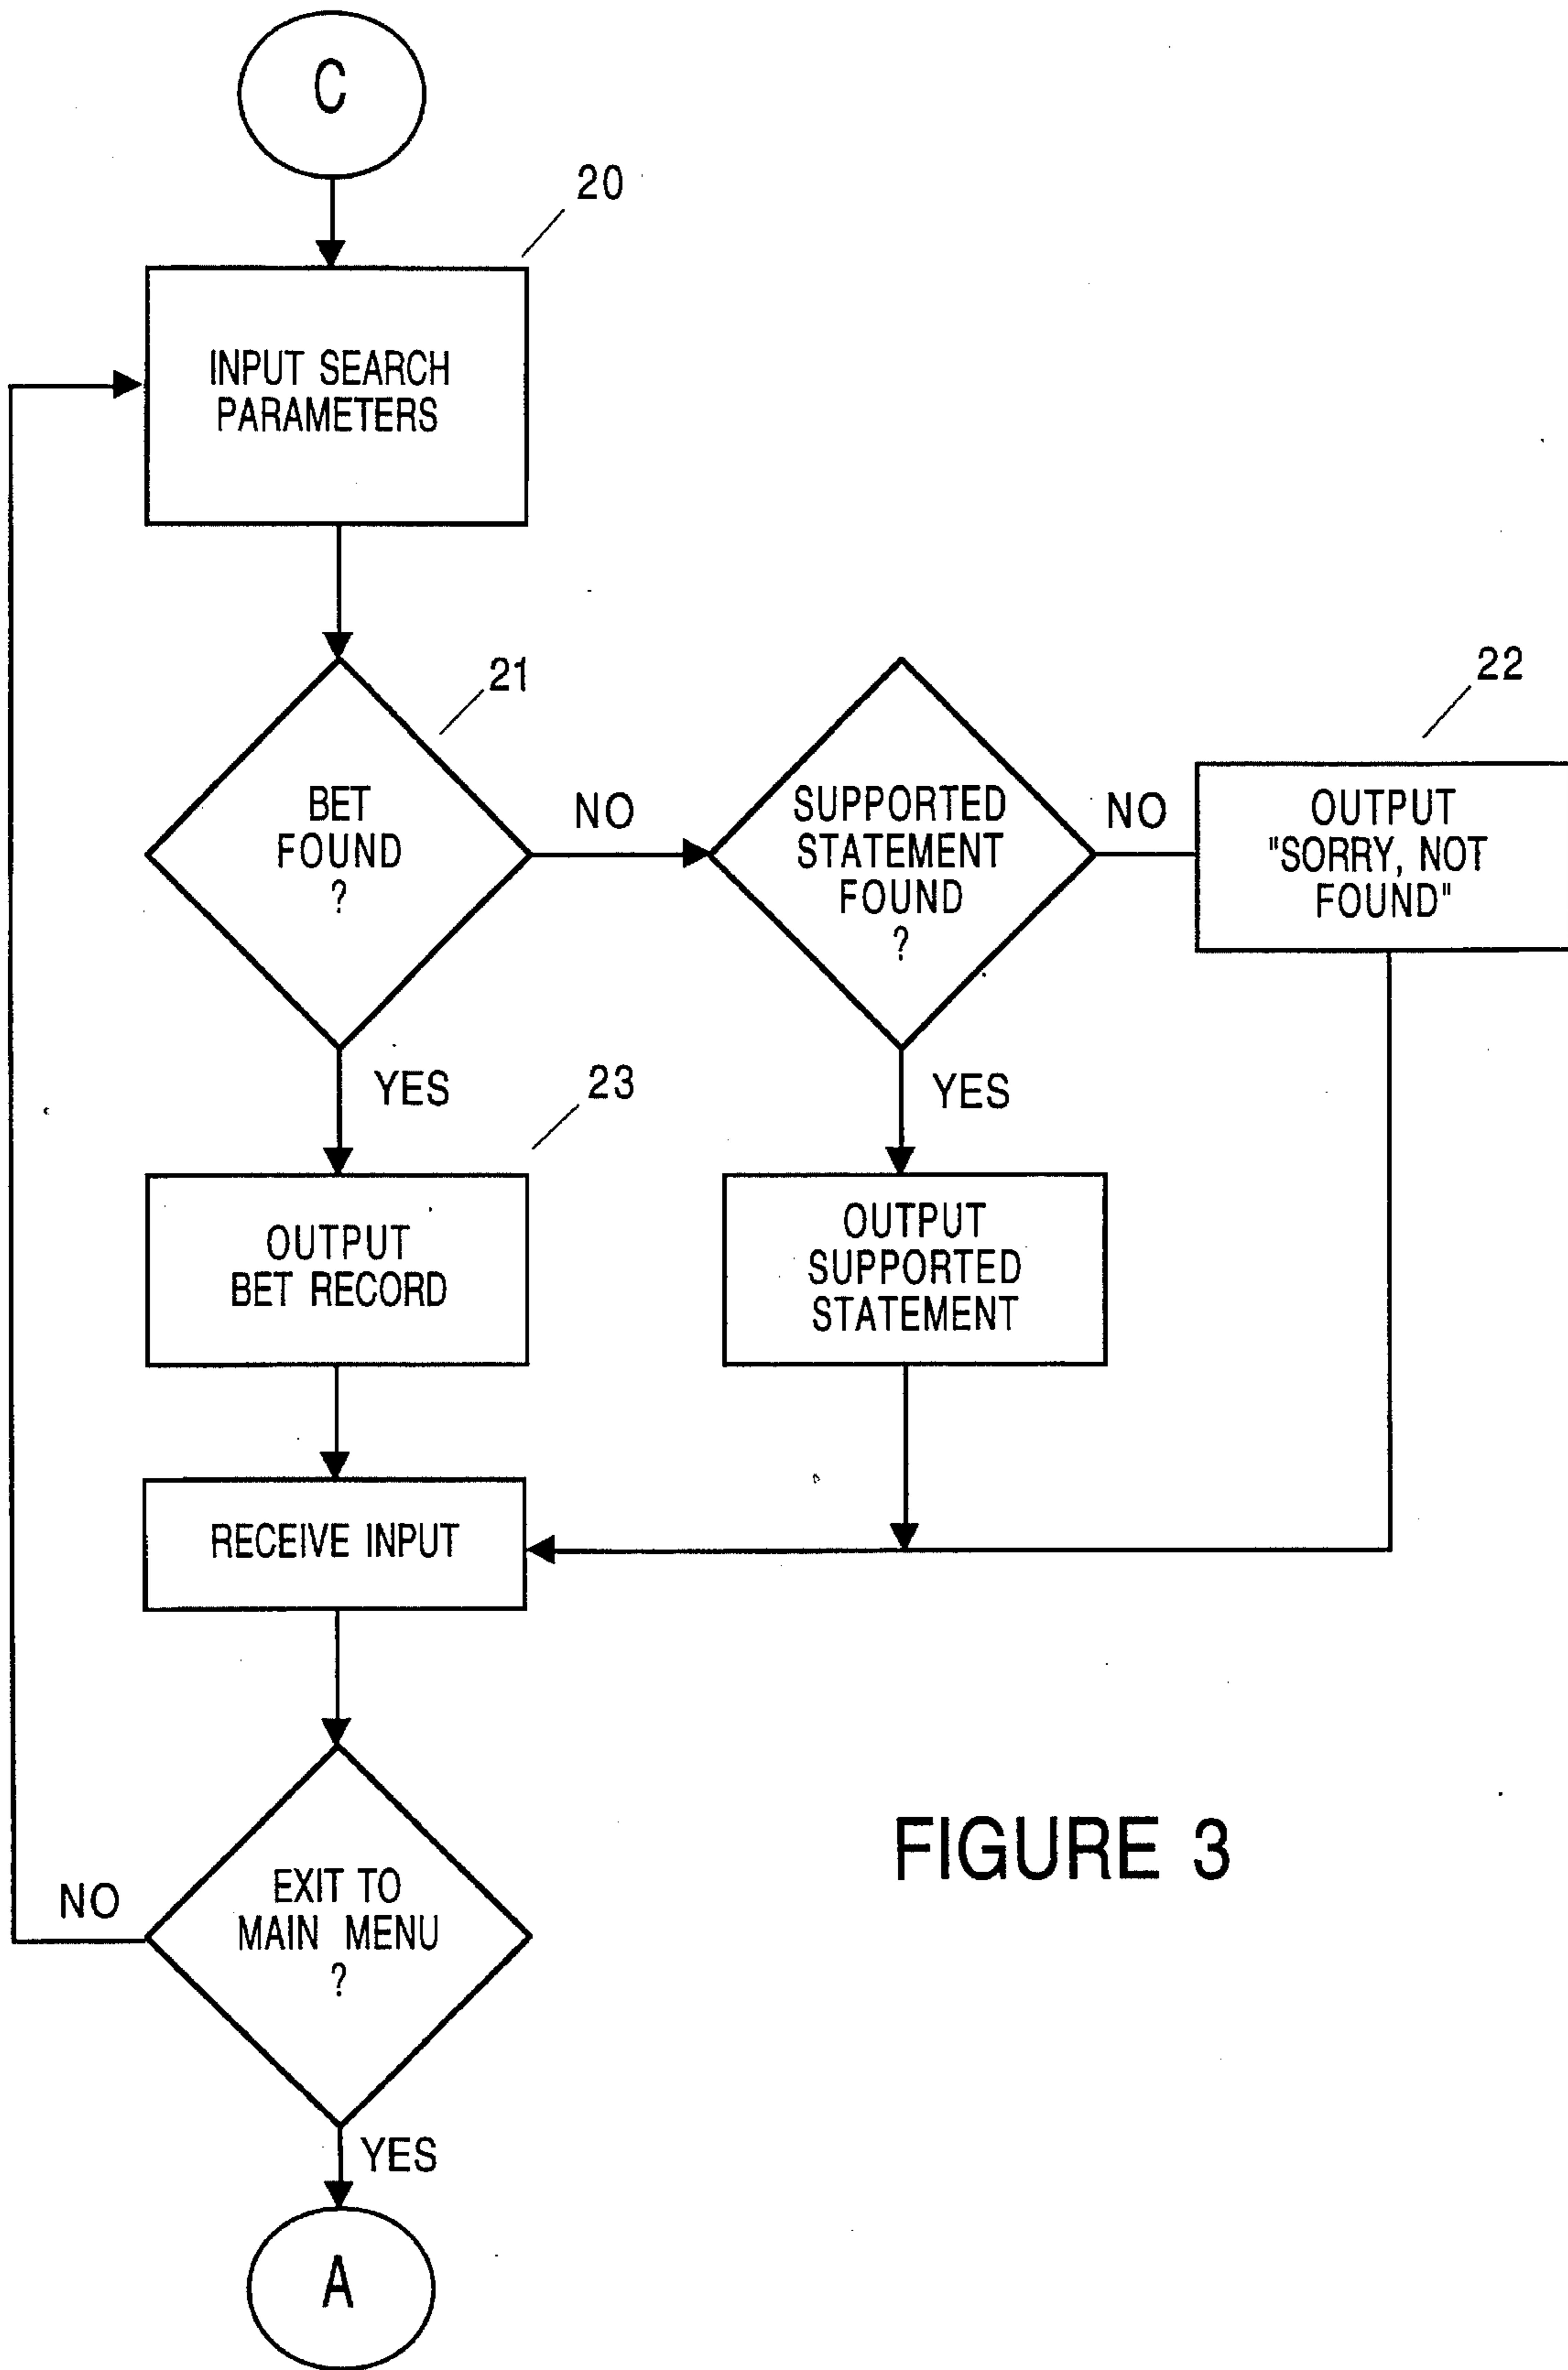 C
20
INPUT SEARCH
PARAMETERS
21
BET
FOUND
?
NO
SUPPORTED
STATEMENT
FOUND
?
NO
22
OUTPUT
"SORRY, NOT
FOUND"
YES
23
OUTPUT
BET RECORD
YES
OUTPUT
SUPPORTED
STATEMENT
RECEIVE INPUT
NO
EXIT TO
MAIN MENU
?
YES
A
FIGURE 3